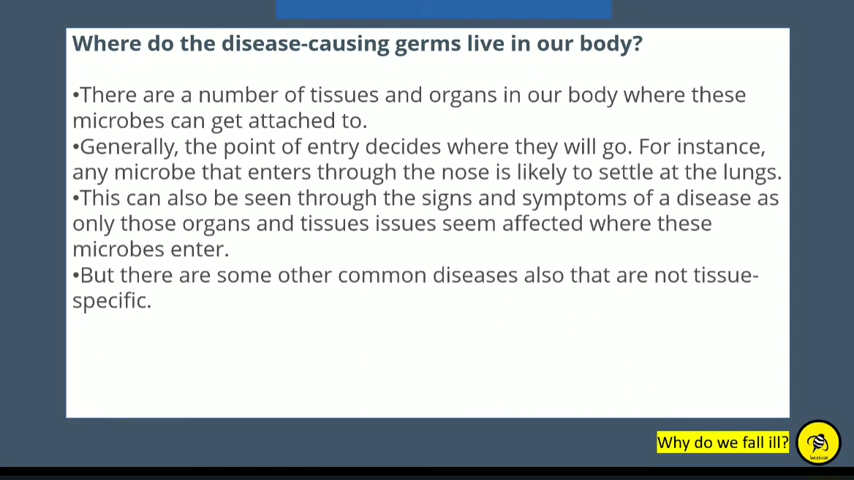 Where do the disease-causing germs live in our body?
•There are a number of tissues and organs in our body where these
microbes can get attached to.
•Generally, the point of entry decides where they will go. For instance,
any microbe that enters through the nose is likely to settle at the lungs.
•This can also be seen through the signs and symptoms of a disease as
only those organs and tissues issues seem affected where these
microbes enter.
•But there are some other common diseases also that are not tissue-
specific.
Why do we fall ill?